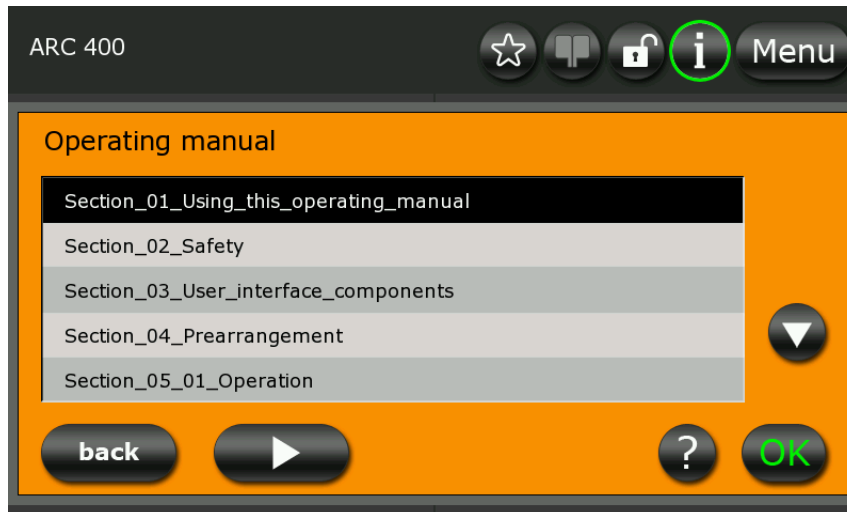 ARC 400
i
Menu
Operating manual
Section_01_Using_this_operating_manual
Section_02_Safety
Section_03_User_interface_components
Section_04_Prearrangement
Section_05_01_Operation
back
?
OK